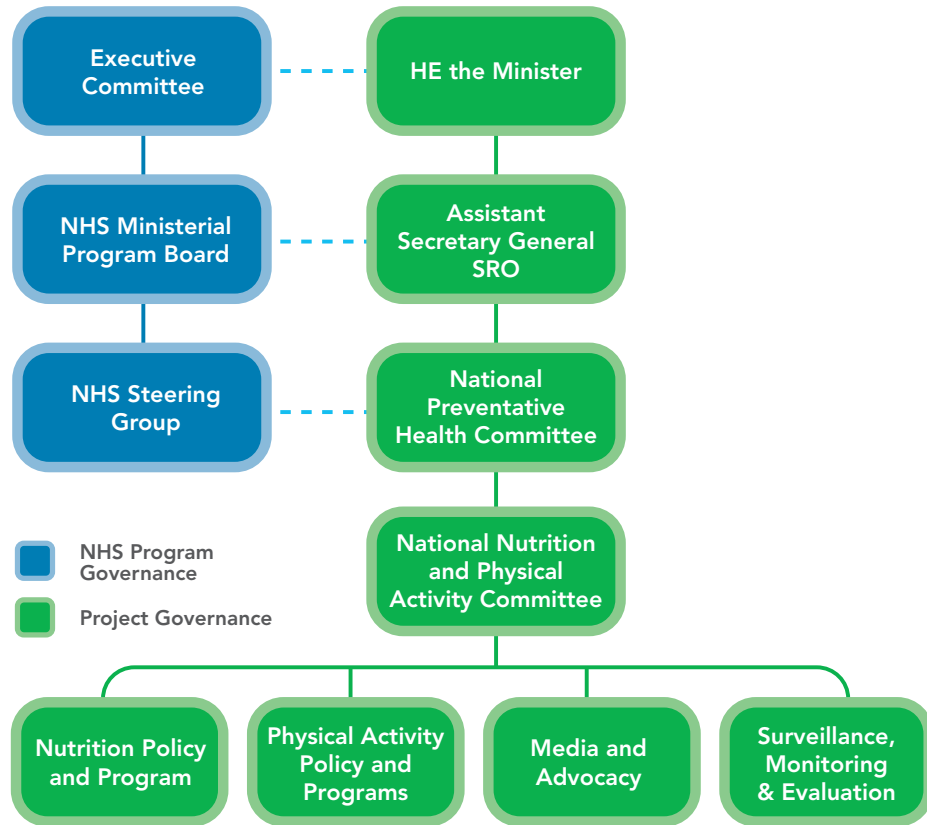 Executive
Committee
HE the Minister
NHS Ministerial
Program Board
Assistant
Secretary General
SRO
NHS Steering
Group
National
Preventative
Health Committee
NHS Program
Governance
Project Governance
National Nutrition
and Physical
Activity Committee
Nutrition Policy
and Program
Physical Activity
Policy and
Programs
Media and
Advocacy
Surveillance,
Monitoring
& Evaluation